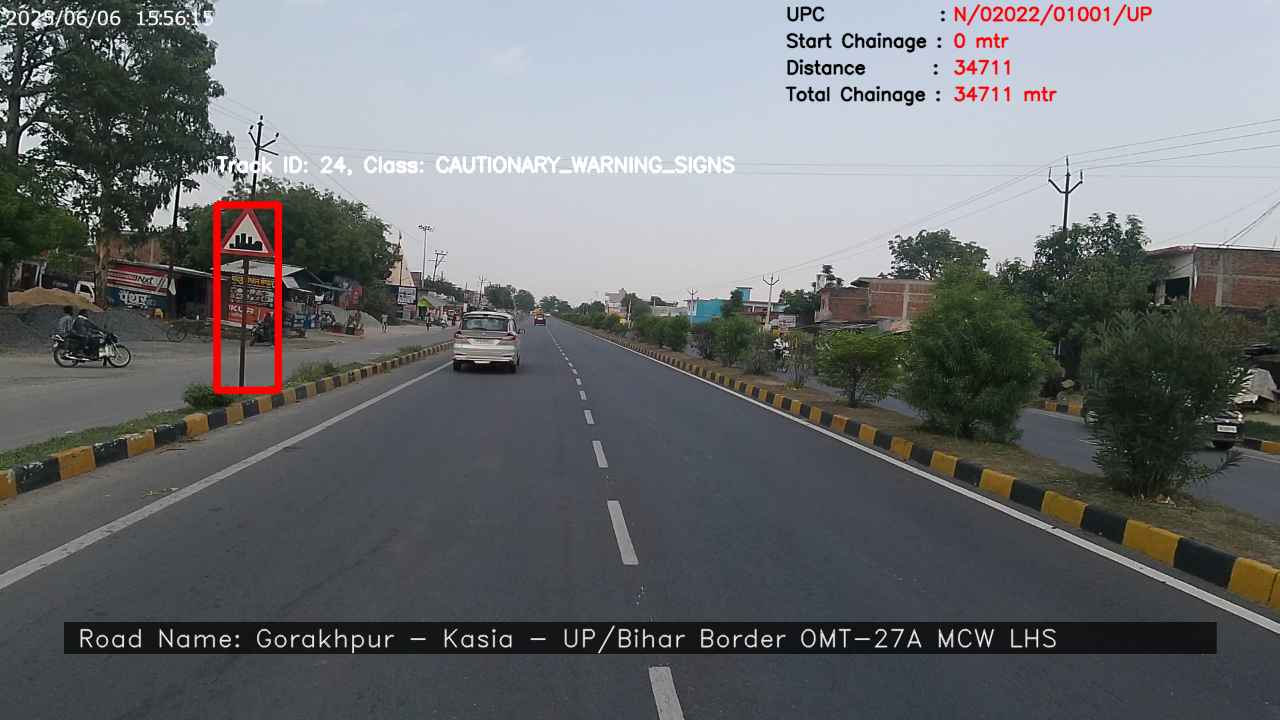 2025/06/06 15:56:15
UPC : N/02022/01001/UP
Start Chainage : 0 mtr
Distance : 34711
Total Chainage : 34711 mtr
Track ID: 24, Class: CAUTIONARY_WARNING_SIGNS
Road Name: Gorakhpur - Kasia - UP/Bihar Border OMT-27A MCW LHS